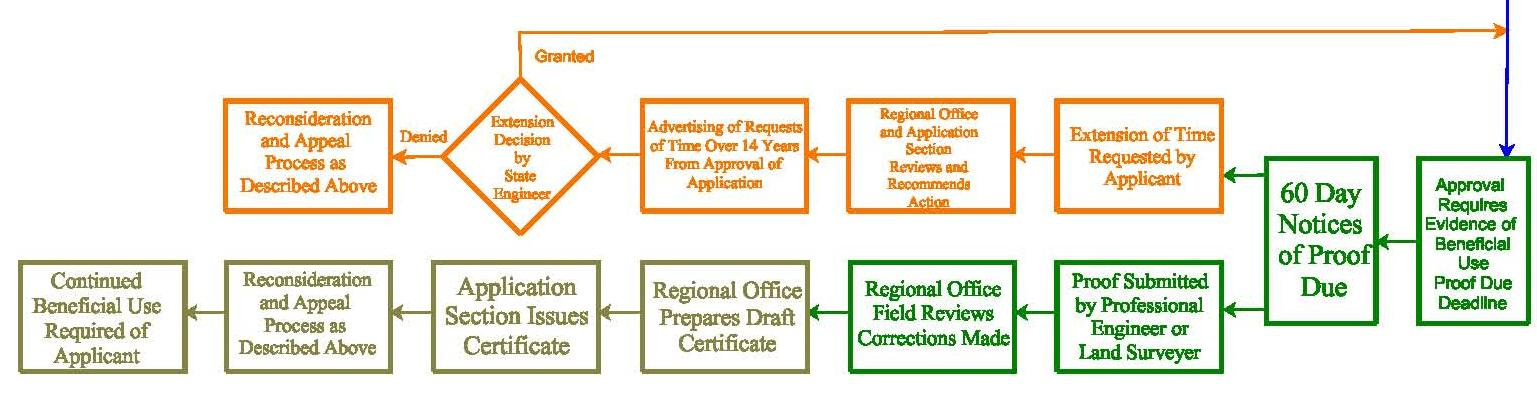 Granted
Reconsideration
and Appeal
Process as
Described Above
Denied
Extension
Decision
by
State
Engineer
Advertising of Requests
of Time Over 14 Years
From Approval of
Application
Regional Office
and Application
Section
Reviews and
Recommends
Action
Extension of Time
Requested by
Applicant
60 Day
Notices
of Proof
Due
Approval
Requires
Evidence of
Beneficial
Use
Proof Due
Deadline
Continued
Beneficial Use
Required of
Applicant
Reconsideration
and Appeal
Process as
Described Above
Application
Section Issues
Certificate
Regional Office
Prepares Draft
Certificate
Regional Office
Field Reviews
Corrections Made
Proof Submitted
by Professional
Engineer or
Land Surveyer